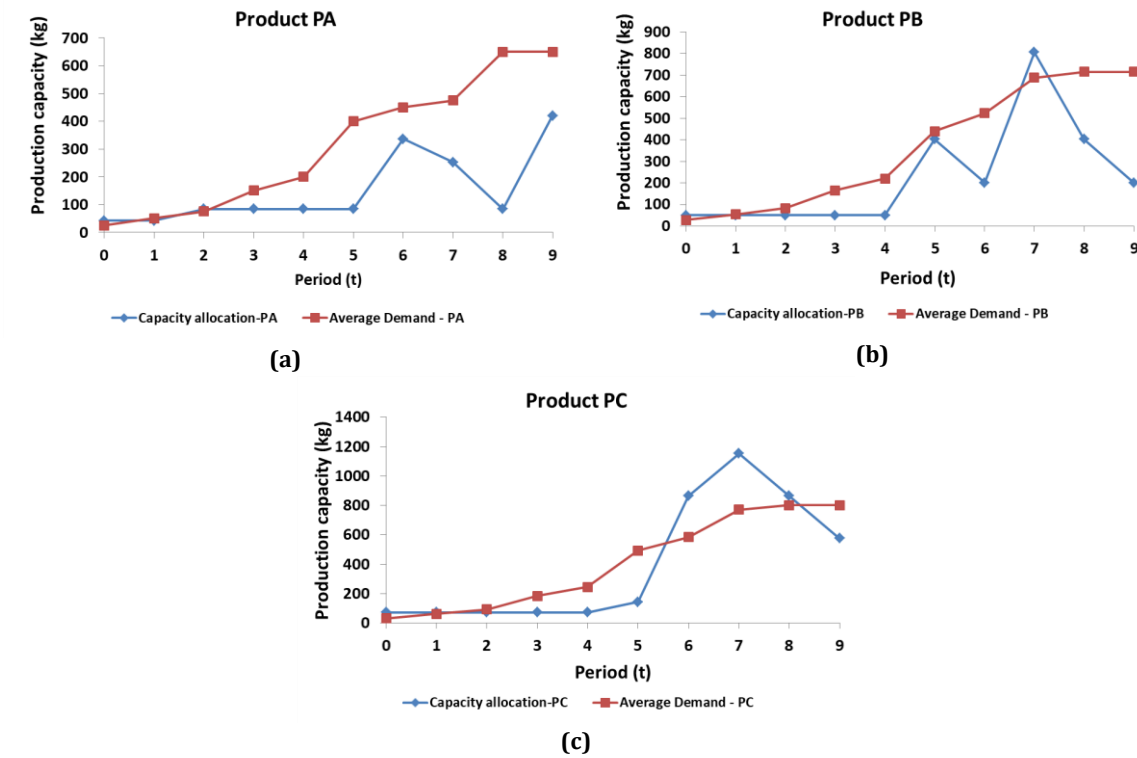 Product PA
Production capacity (kg)
700
600
500
400
300
200
100
0
0 1 2 3 4 5 6 7 8 9
Period (t)
Capacity allocation-PA Average Demand - PA
(a)
Product PB
Production capacity (kg)
900
800
700
600
500
400
300
200
100
0
0 1 2 3 4 5 6 7 8 9
Period (t)
Capacity allocation-PB Average Demand - PB
(b)
Product PC
Production capacity (kg)
1400
1200
1000
800
600
400
200
0
0 1 2 3 4 5 6 7 8 9
Period (t)
Capacity allocation-PC Average Demand - PC
(c)